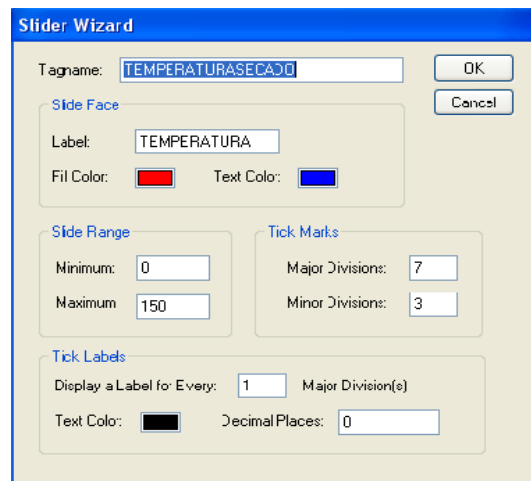 Slider Wizard
Tagname: TEMPERATURASECADO
OK
Cancel
Slide Face
Label: TEMPERATURA
Fill Color: Text Color:
Slide Range
Minimum: 0
Maximum 150
Tick Marks
Major Divisions: 7
Minor Divisions: 3
Tick Labels
Display a Label for Every: 1 Major Division(s)
Text Color: Decimal Places: 0